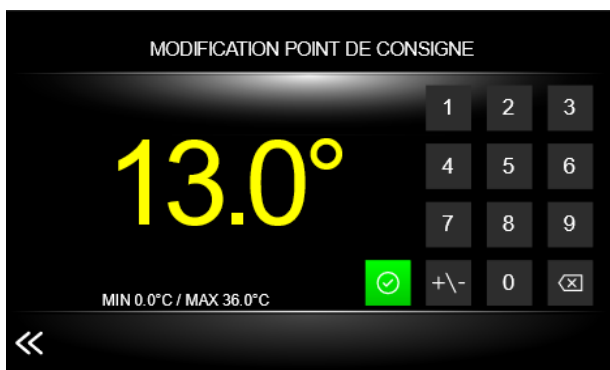 MODIFICATION POINT DE CONSIGNE
13.0°
1 2 3
4 5 6
7 8 9
+\- 0
MIN 0.0°C / MAX 36.0°C